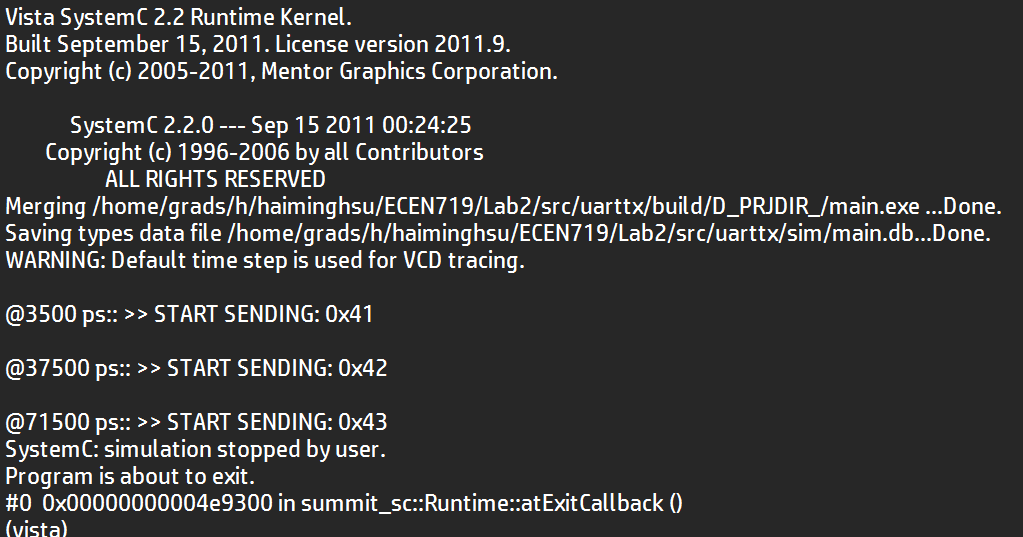 Vista SystemC 2.2 Runtime Kernel.
Built September 15, 2011. License version 2011.9.
Copyright (c) 2005-2011, Mentor Graphics Corporation.
SystemC 2.2.0 --- Sep 15 2011 00:24:25
Copyright (c) 1996-2006 by all Contributors
ALL RIGHTS RESERVED
Merging /home/grads/h/haiminghsu/ECEN719/Lab2/src/uarttx/build/D_PRJDIR_/main.exe ...Done.
Saving types data file /home/grads/h/haiminghsu/ECEN719/Lab2/src/uarttx/sim/main.db...Done.
WARNING: Default time step is used for VCD tracing.
@3500 ps:: >> START SENDING: 0x41
@37500 ps:: >> START SENDING: 0x42
@71500 ps:: >> START SENDING: 0x43
SystemC: simulation stopped by user.
Program is about to exit.
#0  0x00000000004e9300 in summit_sc::Runtime::atExitCallback ()
(vista)